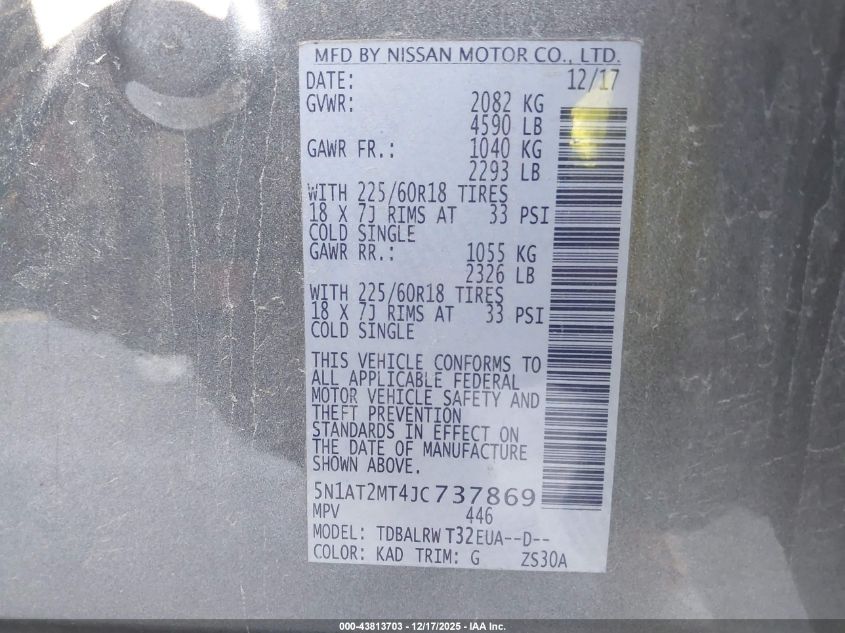 MFD BY NISSAN MOTOR CO., LTD.
DATE: 12/17
GVWR: 2082 KG
4590 LB
GAWR FR.: 1040 KG
2293 LB
WITH 225/60R18 TIRES
18 X 7J RIMS AT 33 PSI
COLD SINGLE
GAWR RR.: 1055 KG
2326 LB
WITH 225/60R18 TIRES
18 X 7J RIMS AT 33 PSI
COLD SINGLE
THIS VEHICLE CONFORMS TO
ALL APPLICABLE FEDERAL
MOTOR VEHICLE SAFETY AND
THEFT PREVENTION
STANDARDS IN EFFECT ON
THE DATE OF MANUFACTURE
SHOWN ABOVE.
5N1AT2MT4JC737869
MPV 446
MODEL: TDBALRW T32EUA--D--
COLOR: KAD TRIM: G ZS30A
000-43813703 - 12/17/2025 - IAA Inc.